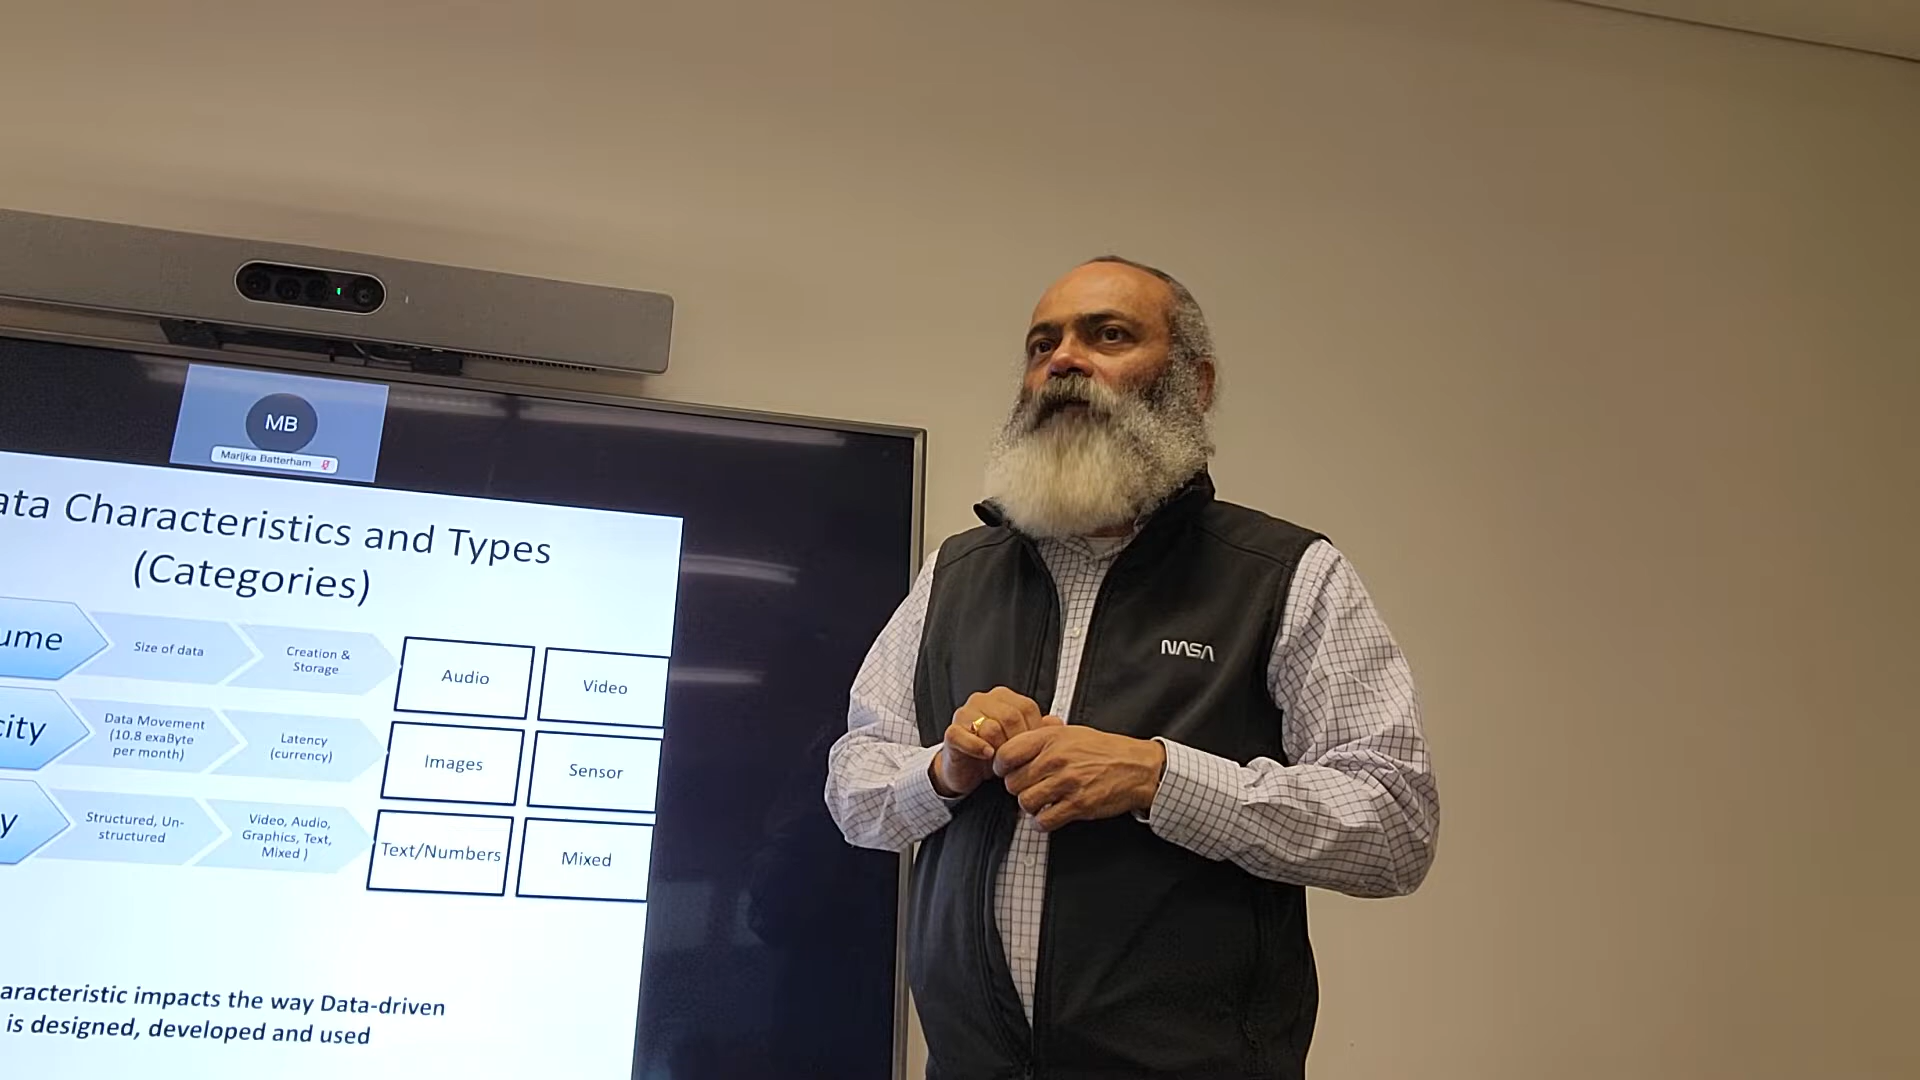 MB
Marijka Batterham
ata Characteristics and Types
(Categories)
ume
Size of data
Creation &
Storage
Audio
Video
city
Data Movement
(10.8 exaByte
per month)
Latency
(currency)
Images
Sensor
y
Structured, Un-
structured
Video, Audio,
Graphics, Text,
Mixed )
Text/Numbers
Mixed
aracteristic impacts the way Data-driven
is designed, developed and used
NASA